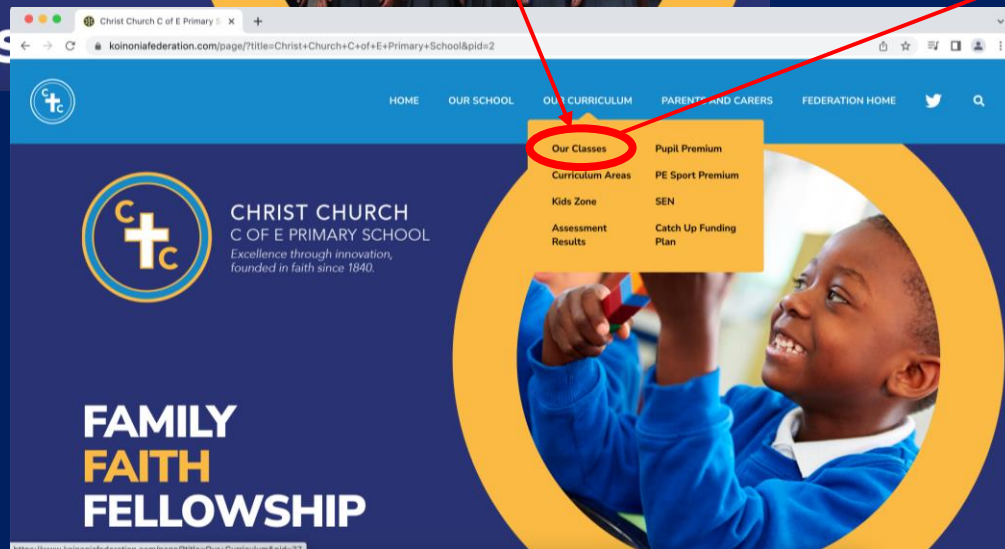 S
Christ Church C of E Primary S
koinoniafederation.com/page/?title=Christ+Church+C+of+E+Primary+School&pid=2
C
C
HOME OUR SCHOOL OUR CURRICULUM PARENTS AND CARERS FEDERATION HOME
Our Classes Pupil Premium
Curriculum Areas PE Sport Premium
Kids Zone SEN
Assessment Catch Up Funding
Results Plan
C
C
CHRIST CHURCH
C OF E PRIMARY SCHOOL
Excellence through innovation,
founded in faith since 1840.
FAMILY
FAITH
FELLOWSHIP